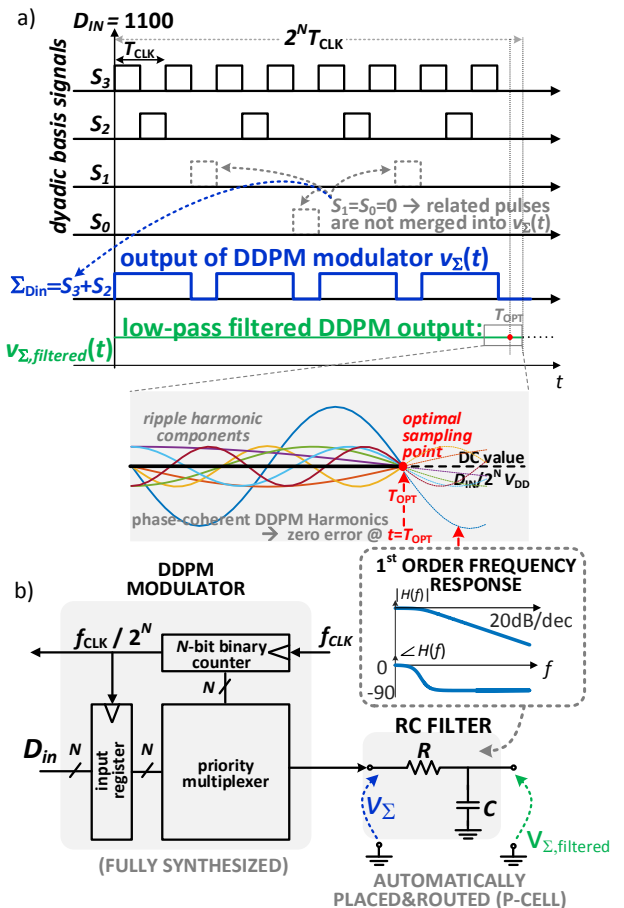 a)
D_IN = 1100
2^N T_CLK
T_CLK
dyadic basis signals
S_3
S_2
S_1
S_0
S_1=S_0=0 → related pulses
are not merged into v_Σ(t)
output of DDPM modulator v_Σ(t)
Σ_Din=S_3+S_2
low-pass filtered DDPM output:
T_OPT
v_Σ,filtered(t)
t
ripple harmonic
components
optimal
sampling
point
DC value
D_IN/2^N V_DD
T_OPT
phase-coherent DDPM Harmonics
→ zero error @ t=T_OPT
b)
DDPM
MODULATOR
1st ORDER FREQUENCY
RESPONSE
|H(f)|
20dB/dec
∠H(f)
0
f
-90
f_CLK / 2^N
N-bit binary
counter
f_CLK
N
D_in
N
input
register
N
priority
multiplexer
RC FILTER
R
C
V_Σ
V_Σ,filtered
(FULLY SYNTHESIZED)
AUTOMATICALLY
PLACED&ROUTED (P-CELL)